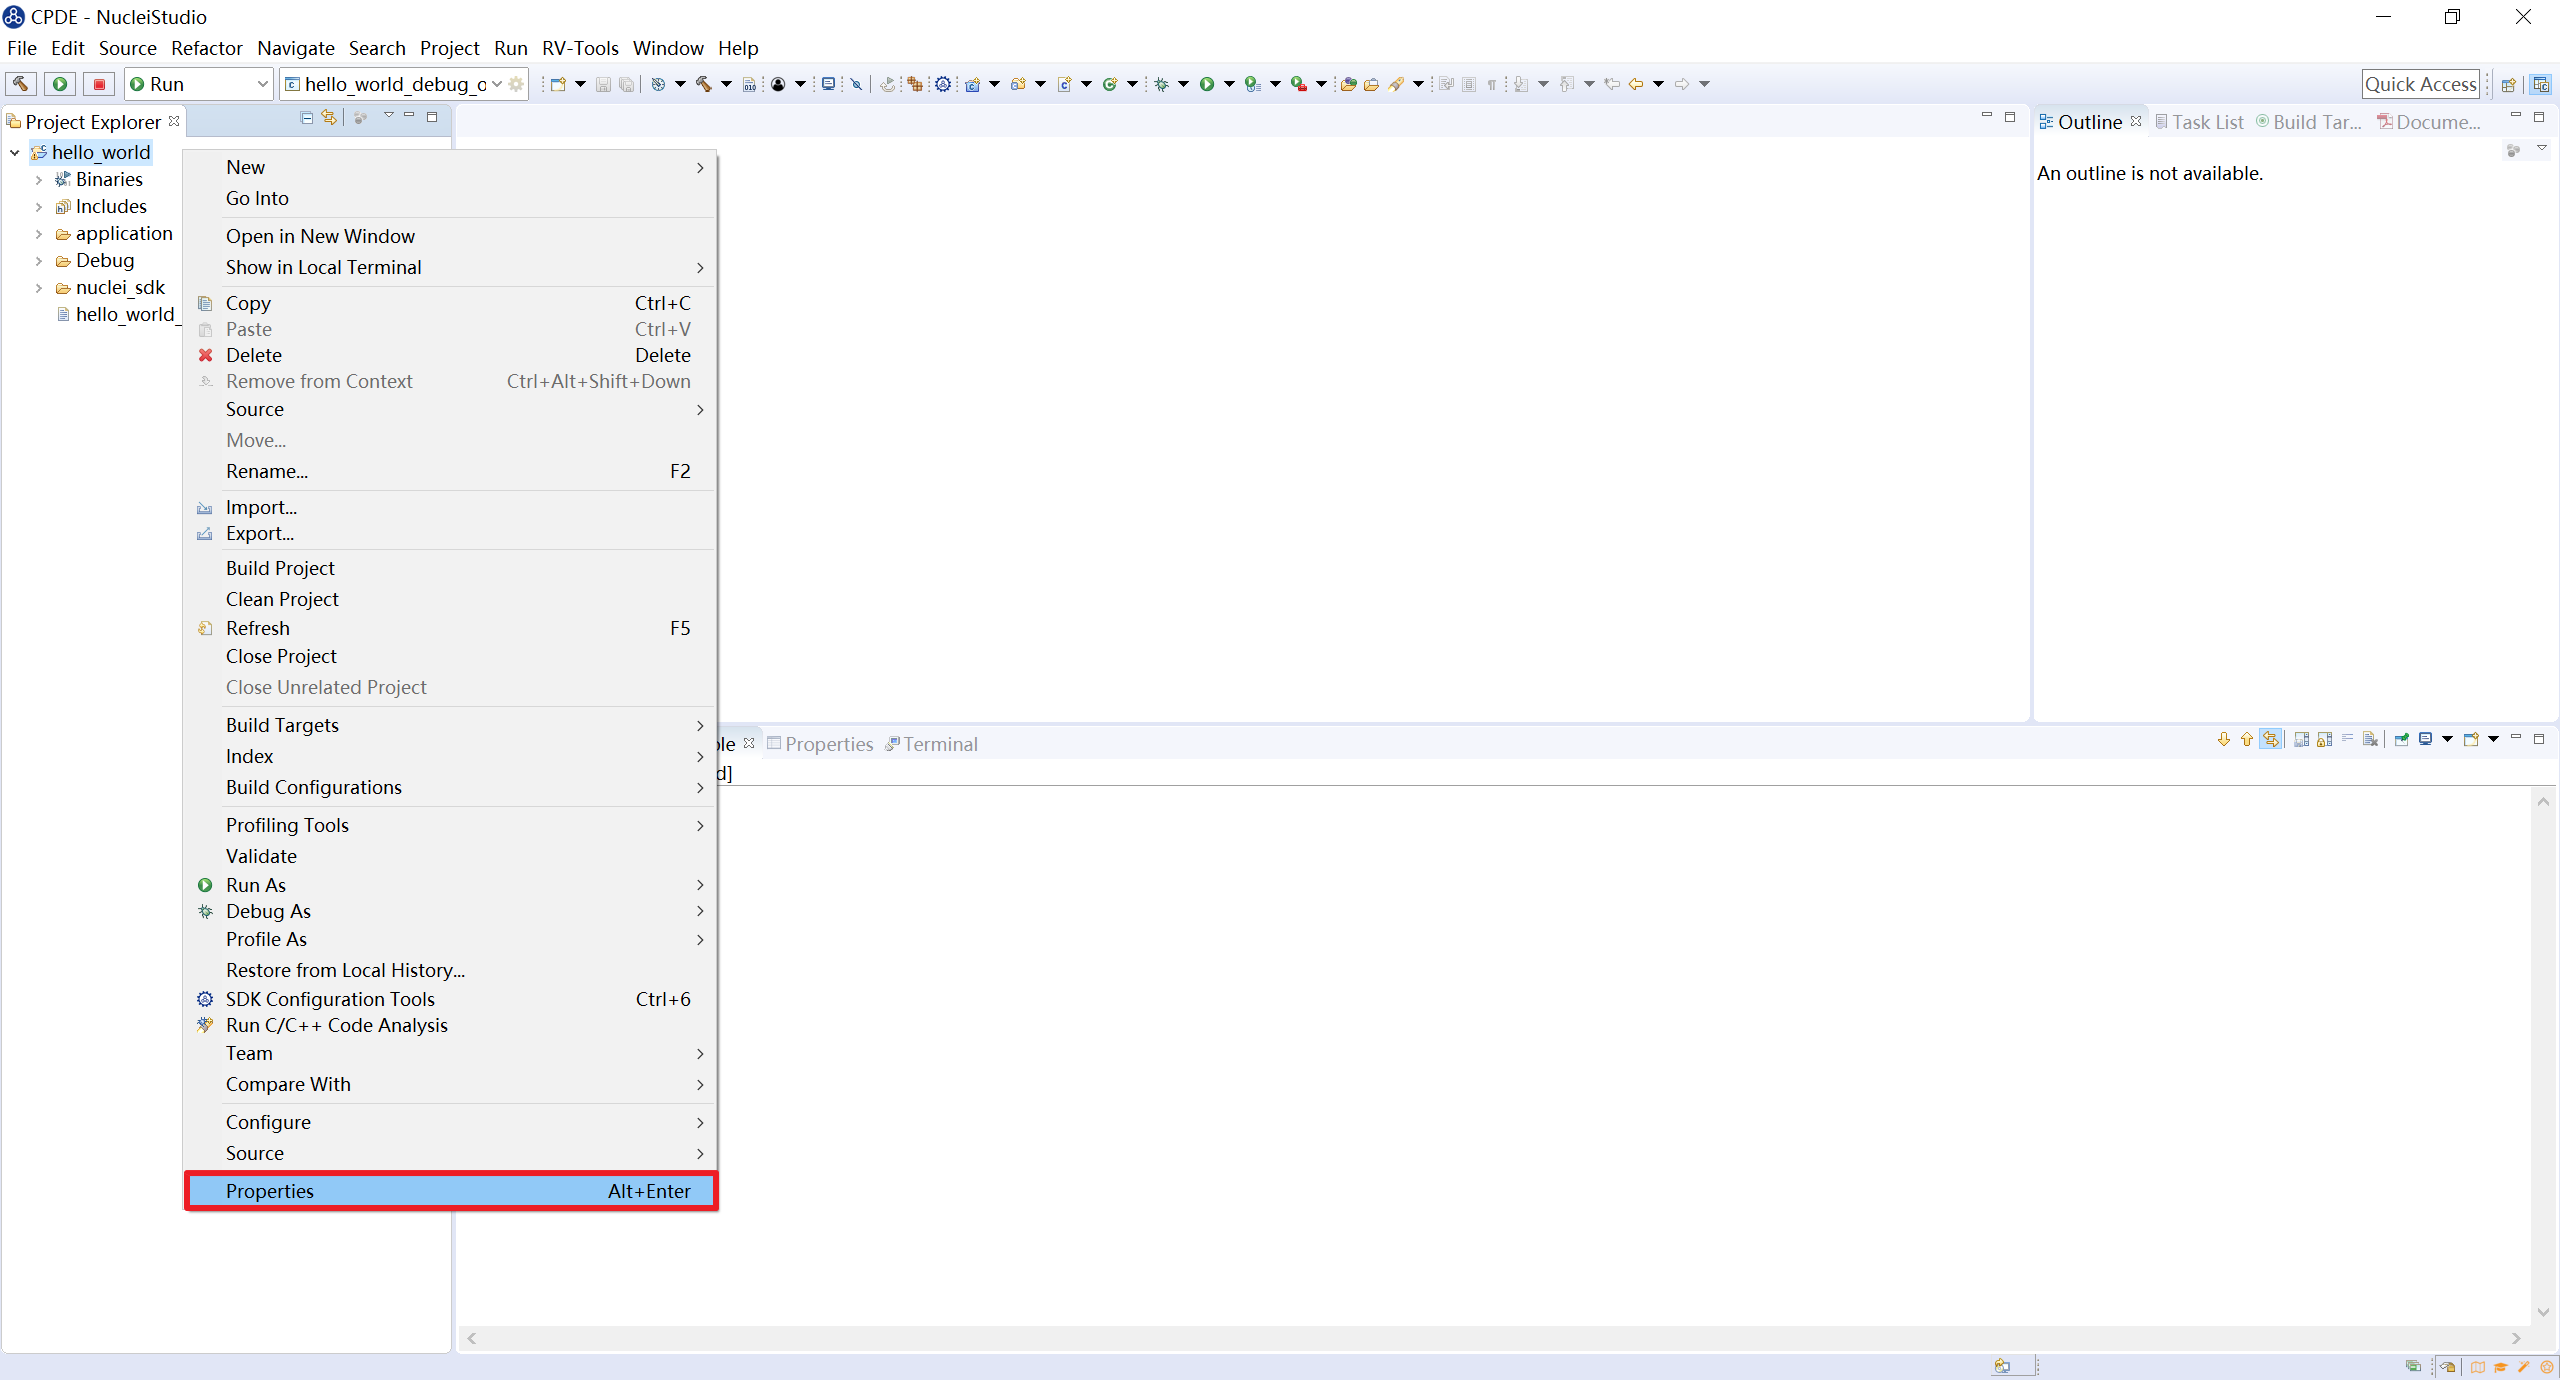 CPDE - NucleiStudio
File Edit Source Refactor Navigate Search Project Run RV-Tools Window Help
Run
hello_world_debug_o
Quick Access
Project Explorer
hello_world
Binaries
Includes
application
Debug
nuclei_sdk
hello_world_
New
Go Into
Open in New Window
Show in Local Terminal
Copy Ctrl+C
Paste Ctrl+V
Delete Delete
Remove from Context Ctrl+Alt+Shift+Down
Source
Move...
Rename... F2
Import...
Export...
Build Project
Clean Project
Refresh F5
Close Project
Close Unrelated Project
Build Targets
Index
Build Configurations
Profiling Tools
Validate
Run As
Debug As
Profile As
Restore from Local History...
SDK Configuration Tools Ctrl+6
Run C/C++ Code Analysis
Team
Compare With
Configure
Source
Properties Alt+Enter
Outline Task List Build Tar... Docume...
An outline is not available.
ole Properties Terminal
d]